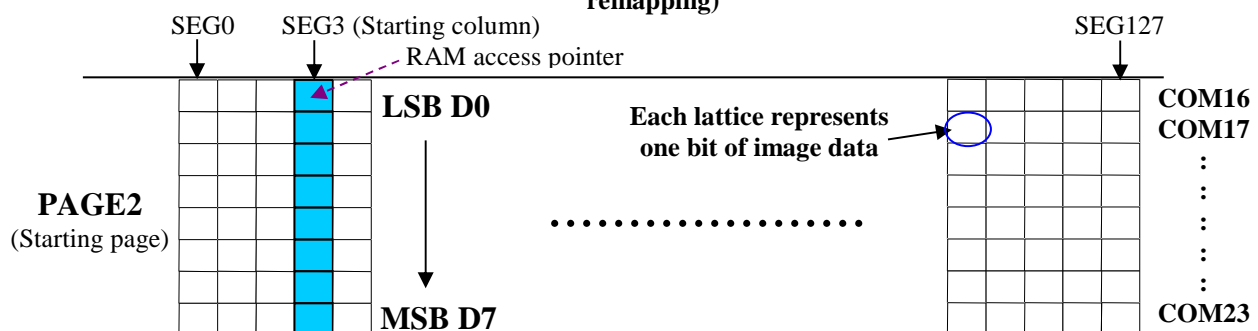 remapping)
SEG0 SEG3 (Starting column) SEG127
RAM access pointer
LSB D0
Each lattice represents
one bit of image data
COM16
COM17
:
:
:
:
:
COM23
PAGE2
(Starting page)
....................
MSB D7